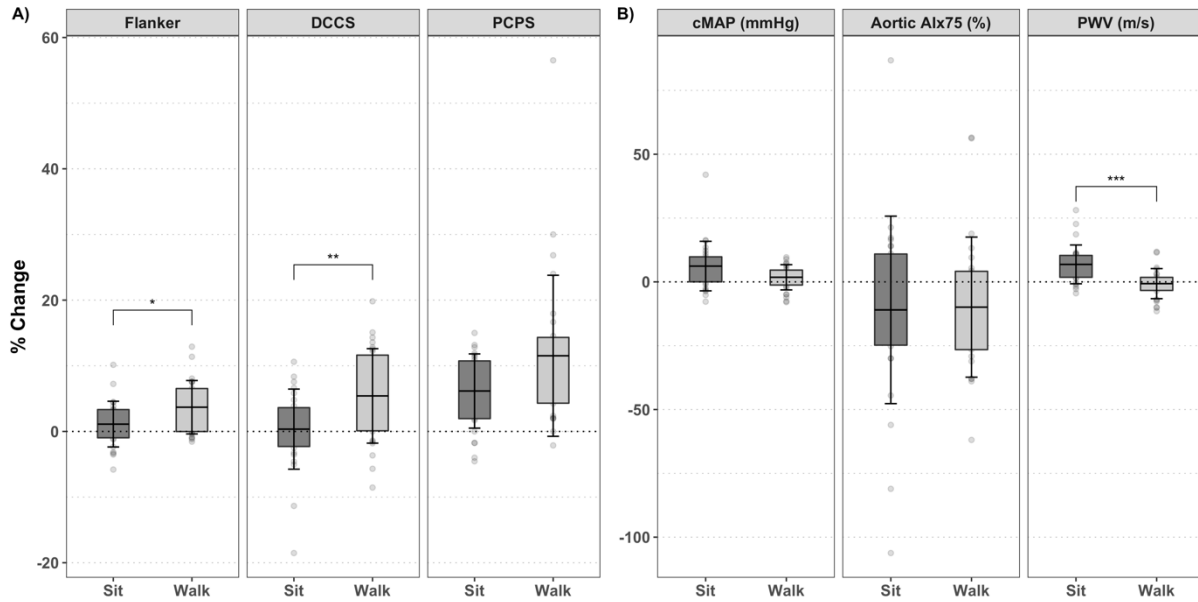 A)
Flanker
DCCS
PCPS
% Change
60
40
20
0
-20
*
**
Sit Walk
Sit Walk
Sit Walk
B)
cMAP (mmHg)
Aortic AIx75 (%)
PWV (m/s)
50
0
-50
-100
***
Sit Walk
Sit Walk
Sit Walk